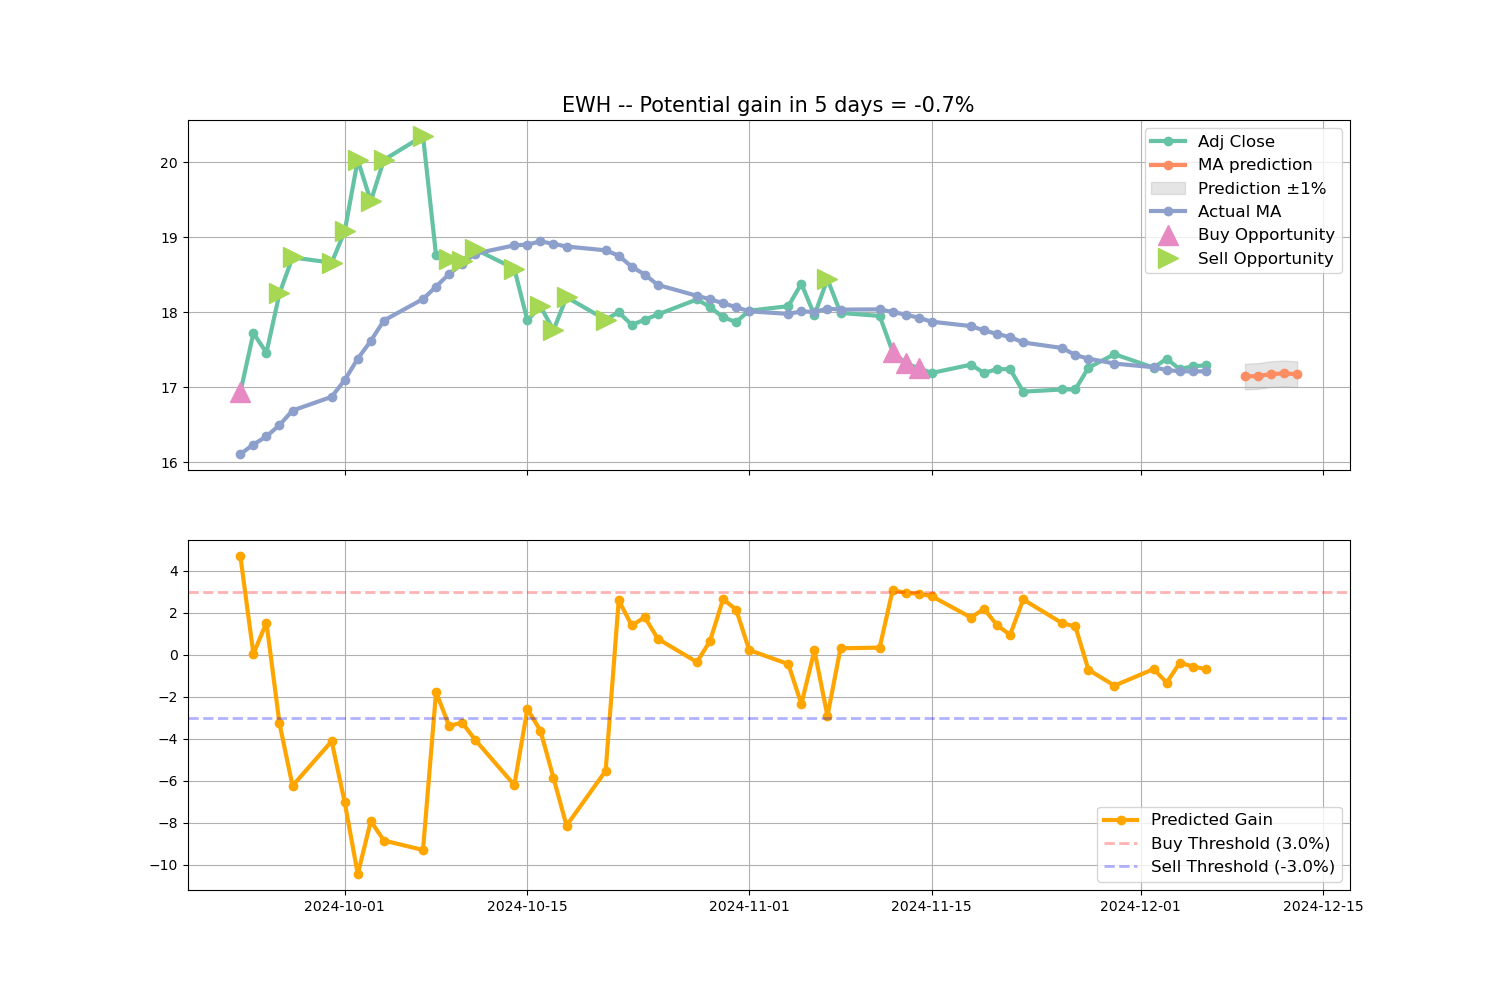 EWH -- Potential gain in 5 days = -0.7%
20
19
18
17
16
Adj Close
MA prediction
Prediction ±1%
Actual MA
Buy Opportunity
Sell Opportunity
4
2
0
−2
−4
−6
−8
−10
Predicted Gain
Buy Threshold (3.0%)
Sell Threshold (-3.0%)
2024-10-01
2024-10-15
2024-11-01
2024-11-15
2024-12-01
2024-12-15